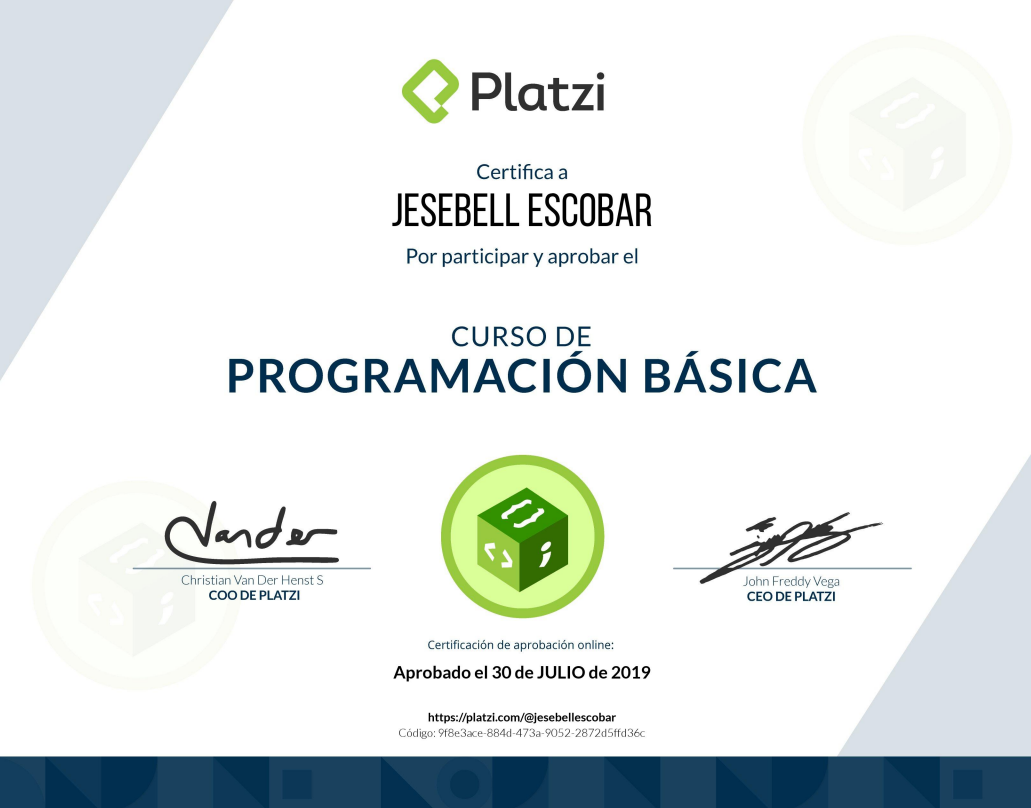 Platzi
Certifica a
JESEBELL ESCOBAR
Por participar y aprobar el
CURSO DE
PROGRAMACIÓN BÁSICA
Vander
Christian Van Der Henst S
COO DE PLATZI
John Freddy Vega
CEO DE PLATZI
Certificación de aprobación online:
Aprobado el 30 de JULIO de 2019
https://platzi.com/@jesebellescobar
Código: 9f8e3ace-884d-473a-9052-2872d5ffd36c